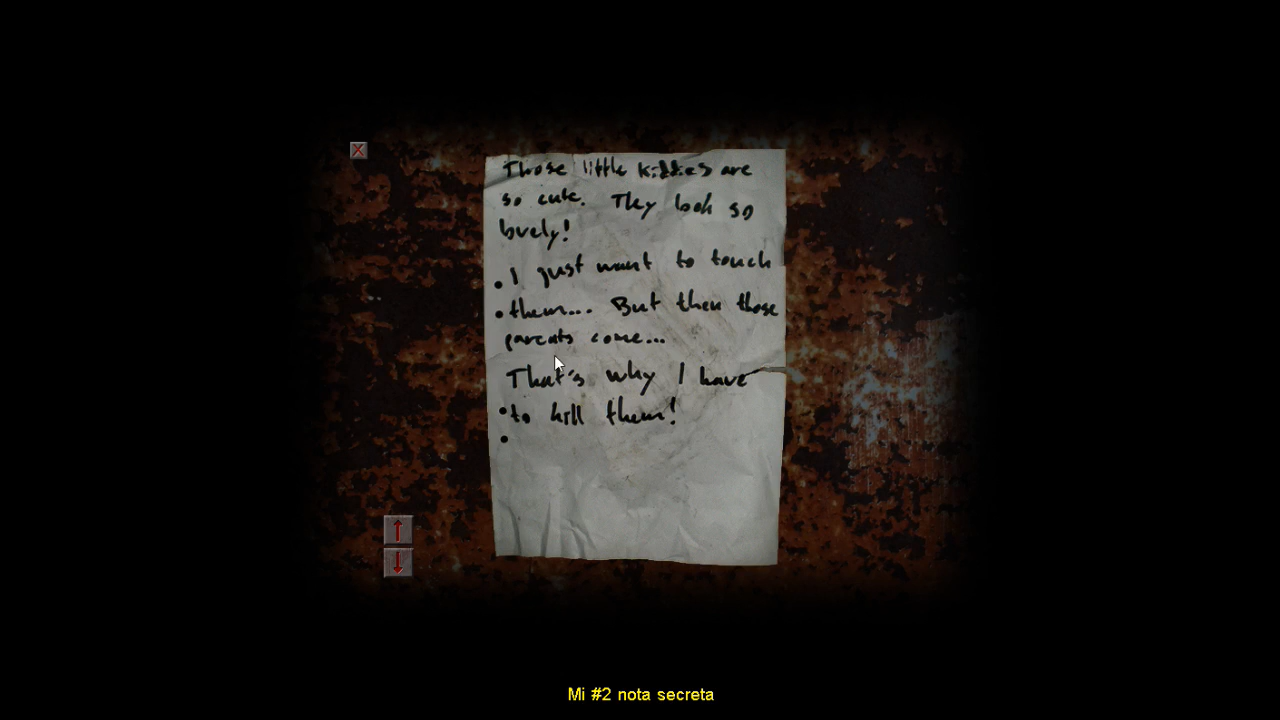 Those little kiddies are
so cute. They look so
lovely!
I just want to touch
them... But then those
parents come...
That's why I have
to kill them!
Mi #2 nota secreta